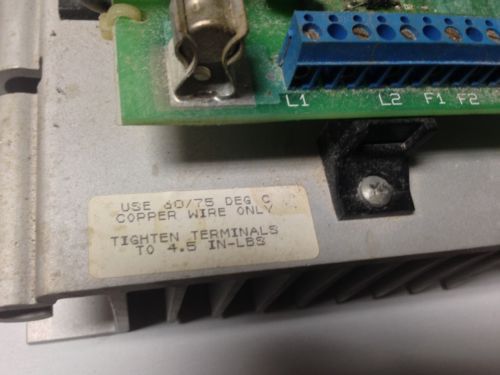 L1 L2 F1 F2
USE 60/75 DEG C
COPPER WIRE ONLY
TIGHTEN TERMINALS
TO 4.5 IN-LBS